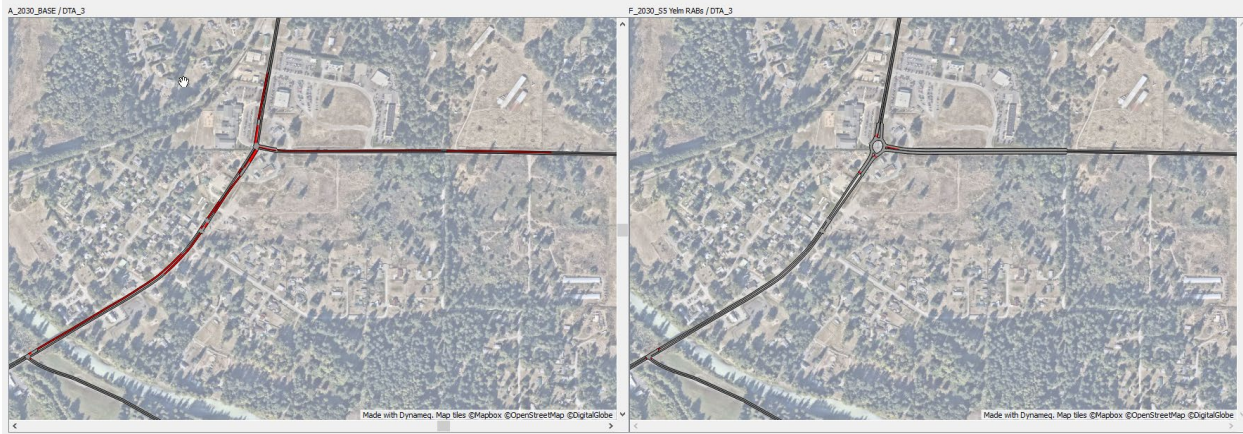 A_2030_BASE / DTA_3
F_2030_S5 Yelm RABs / DTA_3
Made with Dynameq. Map tiles ©Mapbox ©OpenStreetMap ©DigitalGlobe
Made with Dynameq. Map tiles ©Mapbox ©OpenStreetMap ©DigitalGlobe